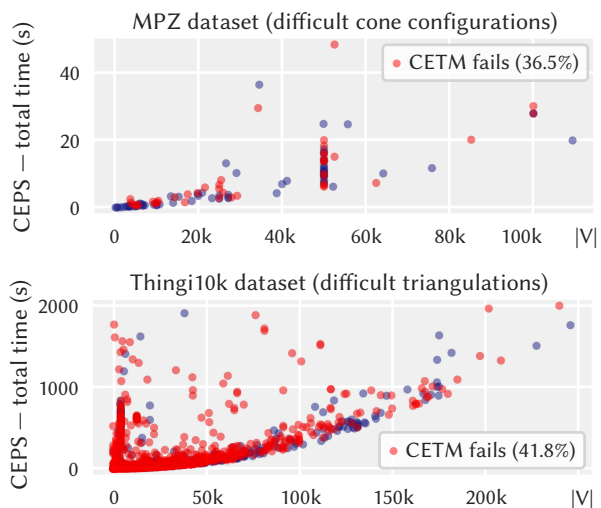 MPZ dataset (difficult cone configurations)
CEPS — total time (s)
40
20
0
CETM fails (36.5%)
0 20k 40k 60k 80k 100k |V|
Thingi10k dataset (difficult triangulations)
CEPS — total time (s)
2000
1000
0
CETM fails (41.8%)
0 50k 100k 150k 200k |V|